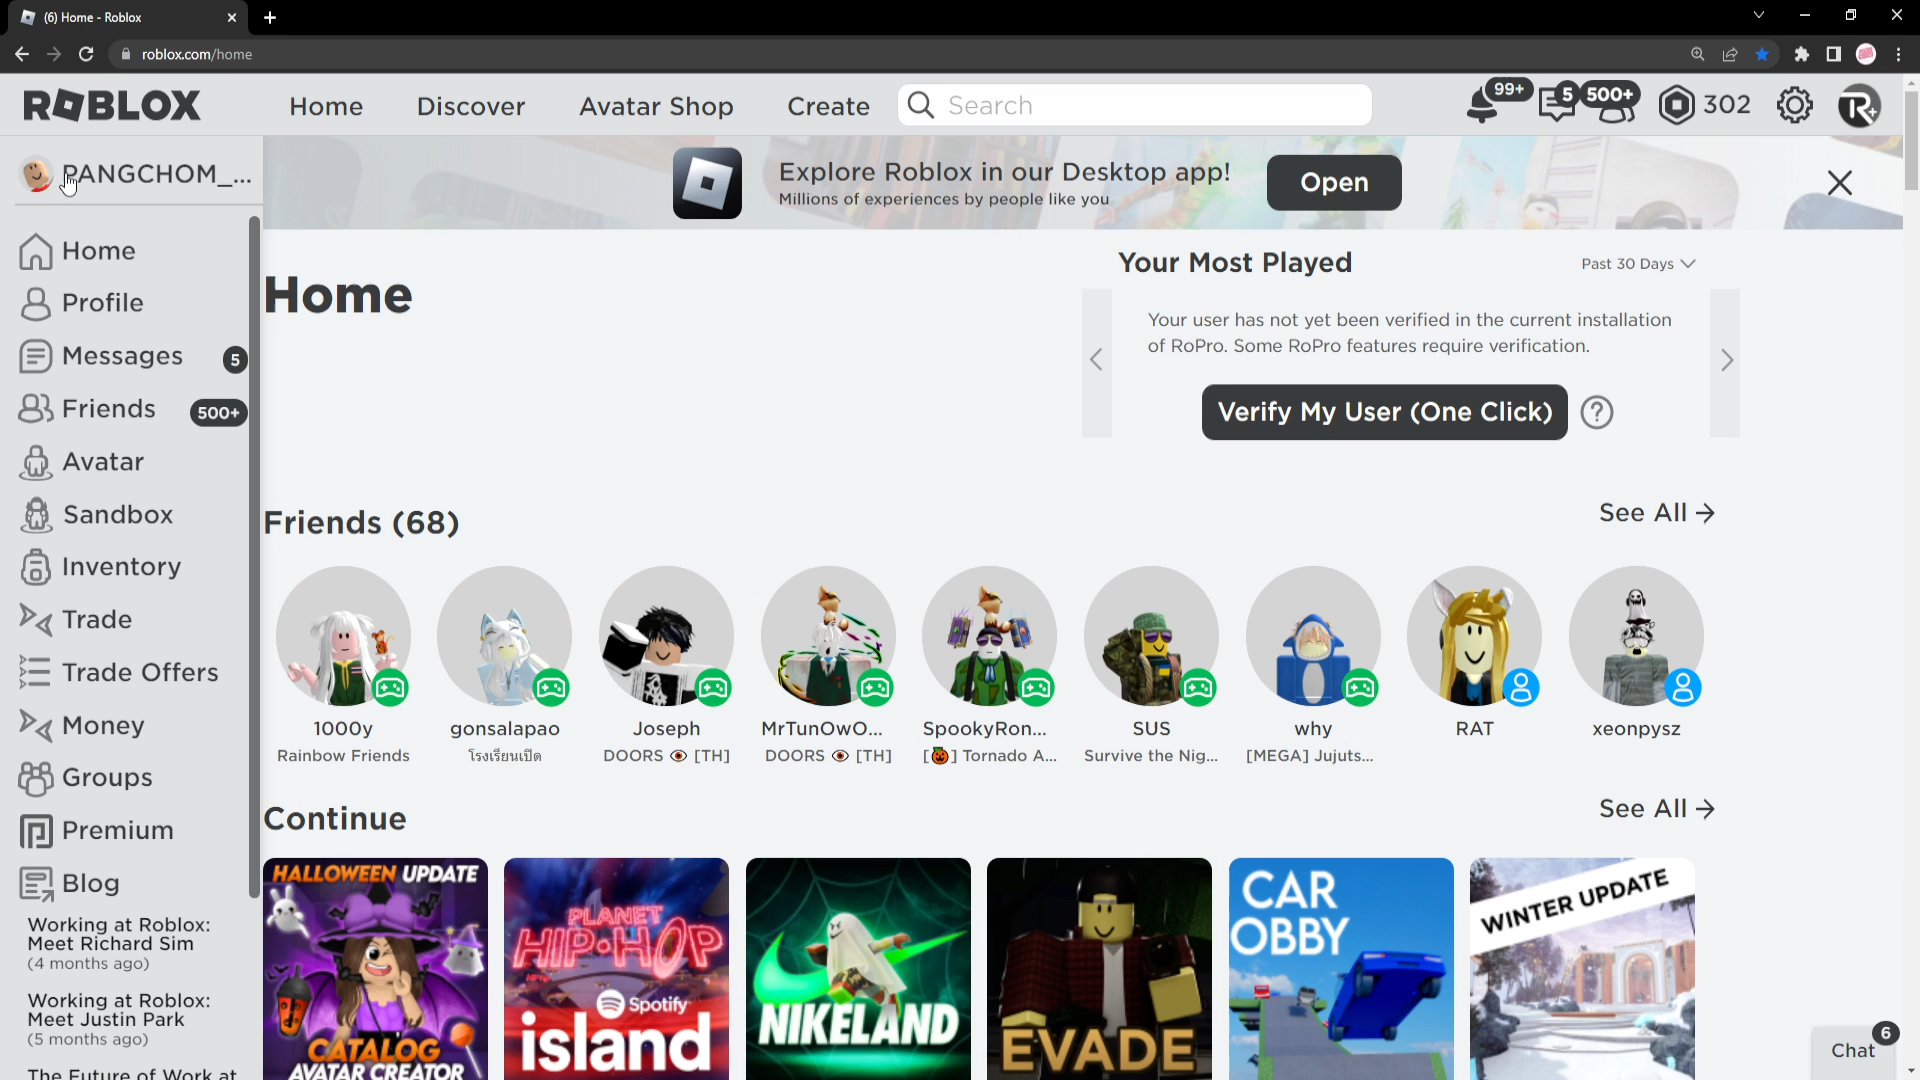 (6) Home - Roblox
roblox.com/home
ROBLOX
Home
Discover
Avatar Shop
Create
Search
99+
5
500+
302
PANGCHOM_...
Explore Roblox in our Desktop app!
Millions of experiences by people like you
Open
Home
Profile
Messages
5
Friends
500+
Avatar
Sandbox
Inventory
Trade
Trade Offers
Money
Groups
Premium
Blog
Working at Roblox:
Meet Richard Sim
(4 months ago)
Working at Roblox:
Meet Justin Park
(5 months ago)
The Future of Work at
Home
Your Most Played
Past 30 Days
Your user has not yet been verified in the current installation
of RoPro. Some RoPro features require verification.
Verify My User (One Click)
?
Friends (68)
See All
1000y
Rainbow Friends
gonsalapao
โรงเรียนเปิด
Joseph
DOORS 👁 [TH]
MrTunOwO...
DOORS 👁 [TH]
SpookyRon...
[🎃] Tornado A...
SUS
Survive the Nig...
why
[MEGA] Jujuts...
RAT
xeonpysz
Continue
See All
HALLOWEEN UPDATE
CATALOG
AVATAR CREATOR
PLANET
HIP-HOP
Spotify
island
NIKELAND
EVADE
CAR
OBBY
WINTER UPDATE
Chat
6